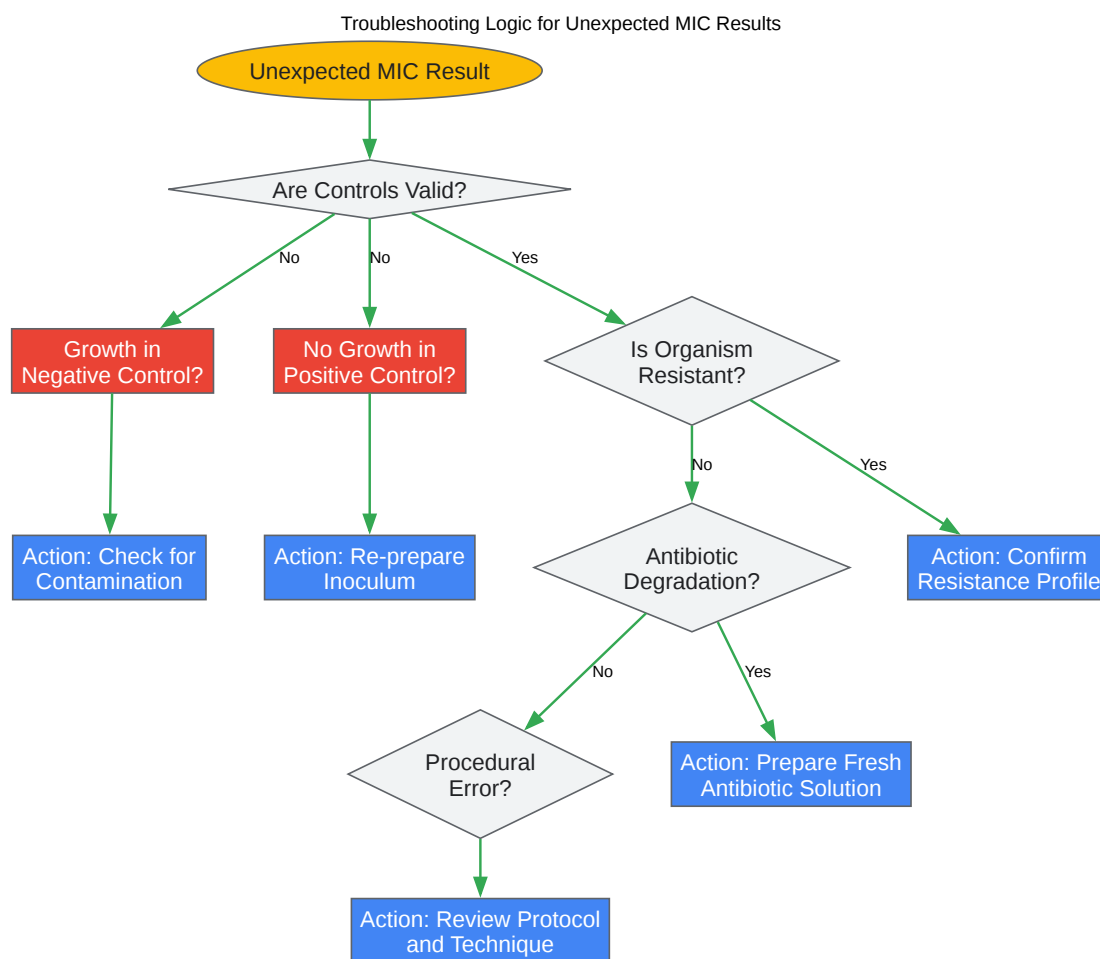 Troubleshooting Logic for Unexpected MIC Results
Unexpected MIC Result
Are Controls Valid?
No
No
Yes
Growth in
Negative Control?
No Growth in
Positive Control?
Is Organism
Resistant?
No
Yes
Action: Check for
Contamination
Action: Re-prepare
Inoculum
Antibiotic
Degradation?
Action: Confirm
Resistance Profile
No
Yes
Procedural
Error?
Action: Prepare Fresh
Antibiotic Solution
Action: Review Protocol
and Technique